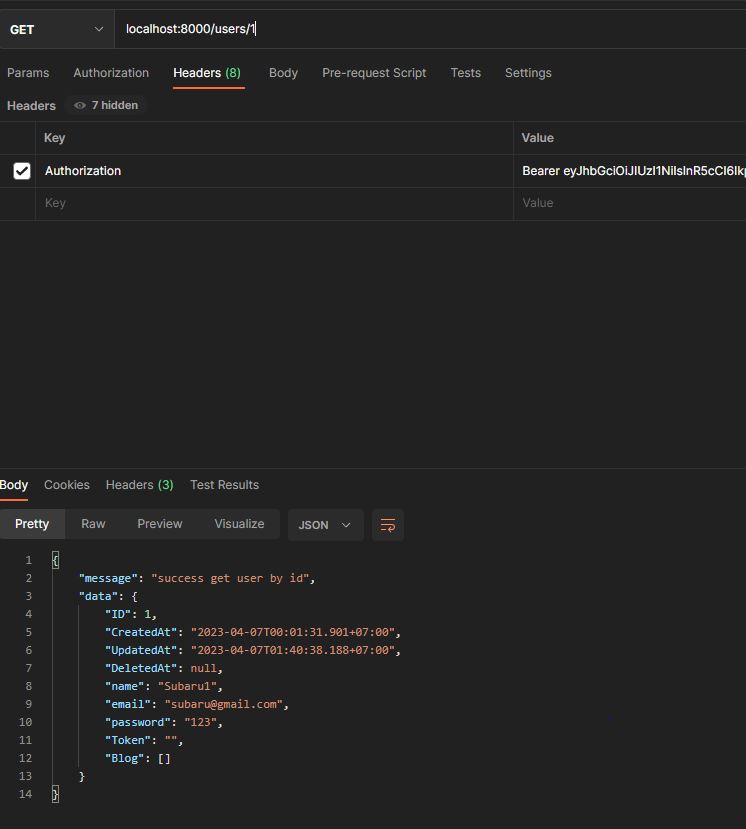 GET localhost:8000/users/1
Params Authorization Headers (8) Body Pre-request Script Tests Settings
Headers 7 hidden
Key Value
Authorization Bearer
Key Value
Body Cookies Headers (3) Test Results
Pretty Raw Preview Visualize JSON
1 {
2 "message": "success get user by id",
3 "data": {
4 "ID": 1,
5 "CreatedAt": "2023-04-07T00:01:31.901+07:00",
6 "UpdatedAt": "2023-04-07T01:40:38.188+07:00",
7 "DeletedAt": null,
8 "name": "Subaru1",
9 "email": "subaru@gmail.com",
10 "password": "123",
11 "Token": "",
12 "Blog": []
13 }
14 }